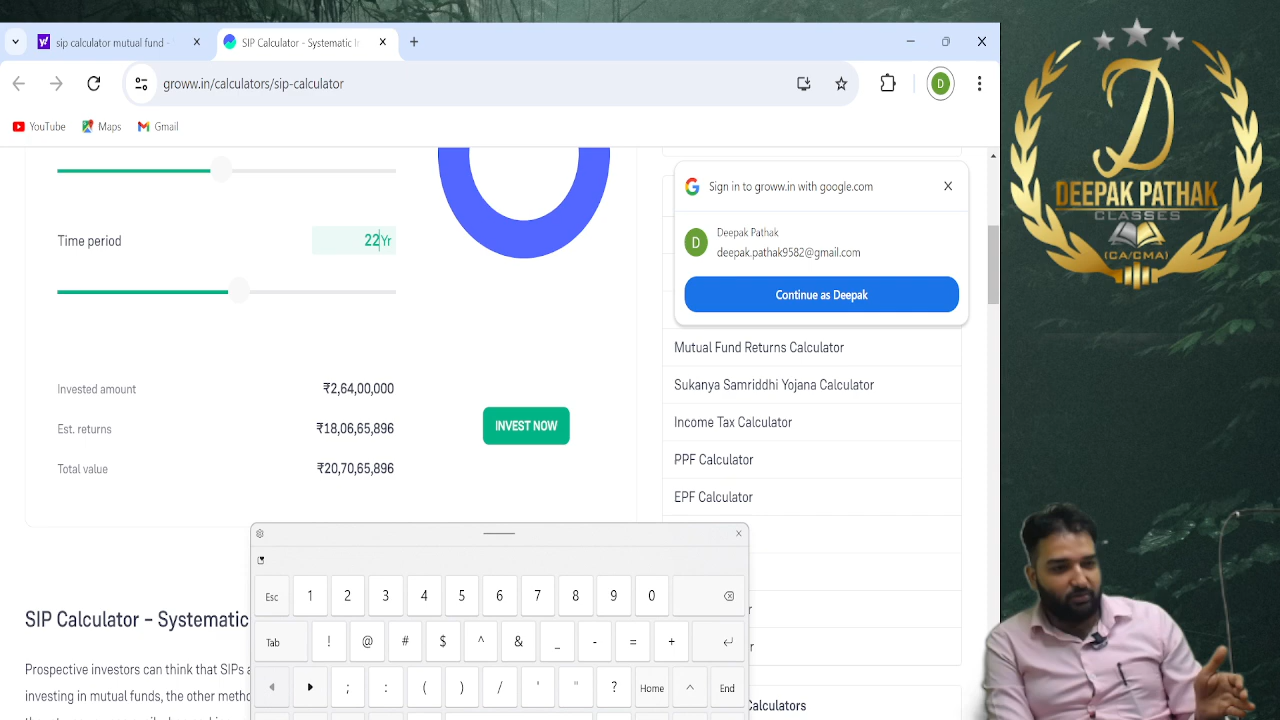 sip calculator mutual fund -
SIP Calculator - Systematic In
groww.in/calculators/sip-calculator
D
YouTube
Maps
Gmail
Time period
22 Yr
Invested amount
₹2,64,00,000
Est. returns
₹18,06,65,896
Total value
₹20,70,65,896
INVEST NOW
Sign in to groww.in with google.com
D
Deepak Pathak
deepak.pathak9582@gmail.com
Continue as Deepak
Mutual Fund Returns Calculator
Sukanya Samriddhi Yojana Calculator
Income Tax Calculator
PPF Calculator
EPF Calculator
Calculators
SIP Calculator – Systematic
Prospective investors can think that SIPs a
investing in mutual funds, the other metho
Esc 1 2 3 4 5 6 7 8 9 0
Tab ! @ # $ ^ & _ - = +
; : ( ) / ' " ? Home End
D
DEEPAK PATHAK
CLASSES
(CA/CMA)